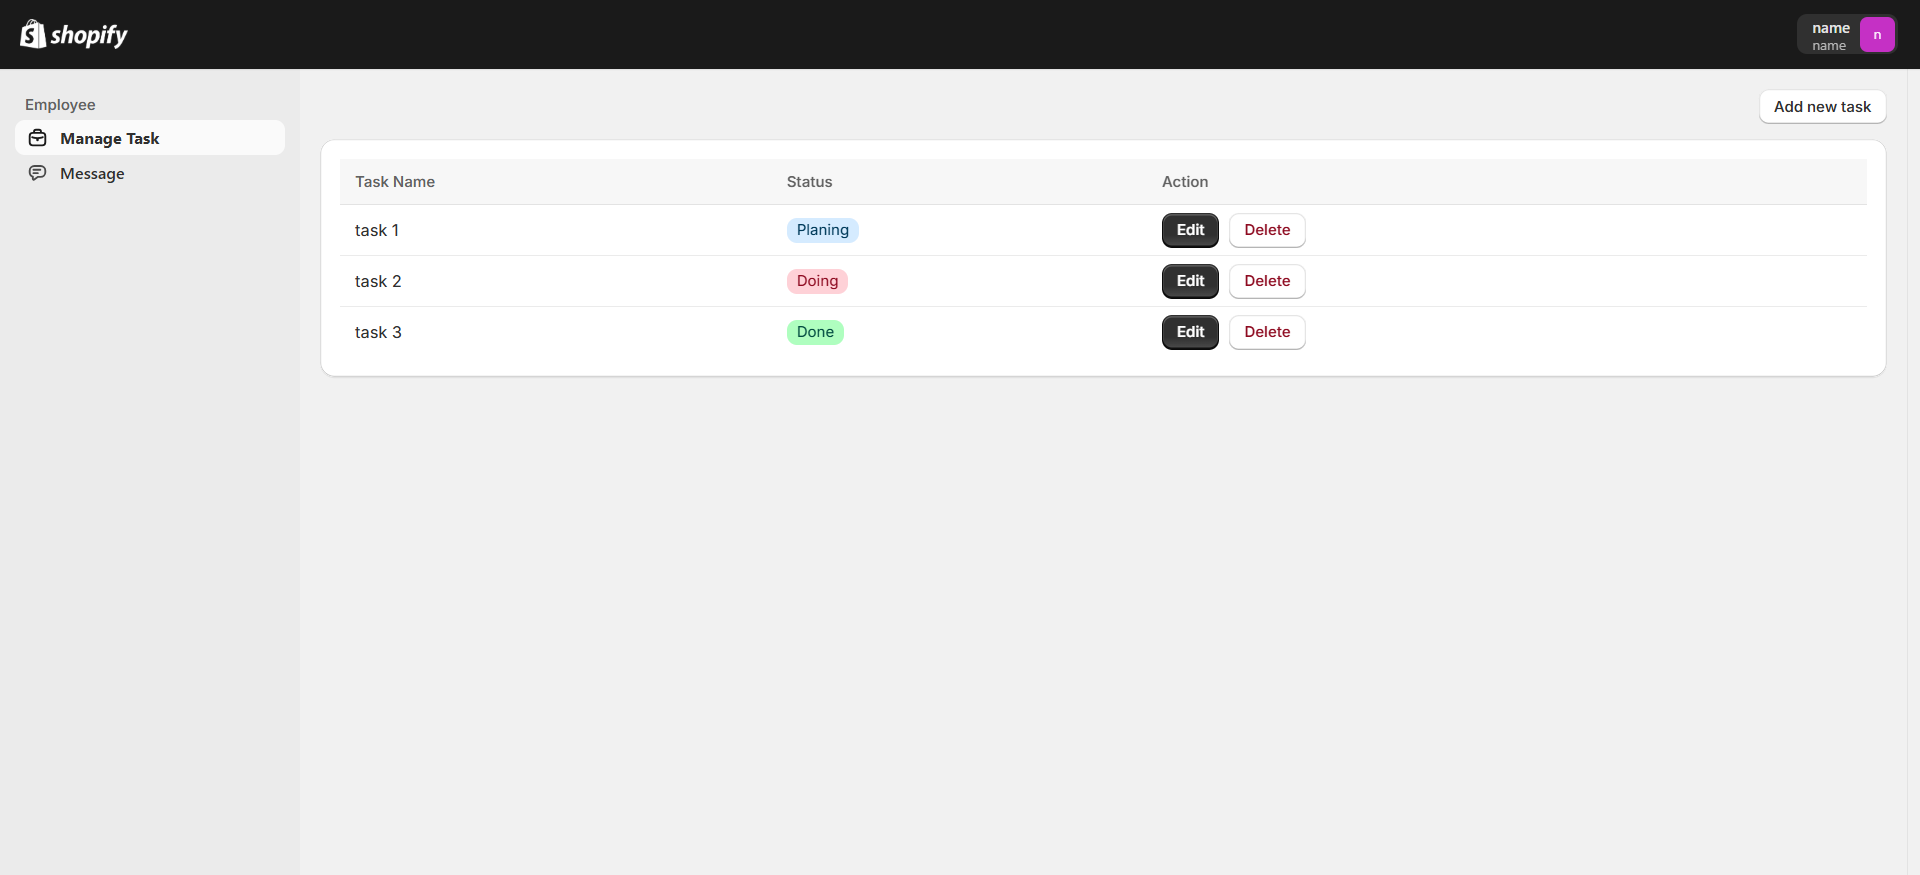 shopify
name
name
n
Employee
Manage Task
Message
Add new task
Task Name Status Action
task 1 Planing Edit Delete
task 2 Doing Edit Delete
task 3 Done Edit Delete